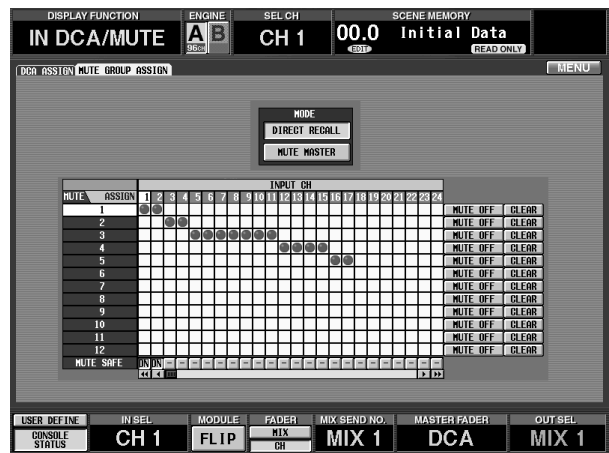 DISPLAY FUNCTION ENGINE SEL CH SCENE MEMORY
IN DCA/MUTE A B 96CH CH 1 00.0 EDIT Initial Data READ ONLY
DCA ASSIGN MUTE GROUP ASSIGN MENU
MODE
DIRECT RECALL
MUTE MASTER
INPUT CH
MUTE ASSIGN 1 2 3 4 5 6 7 8 9 10 11 12 13 14 15 16 17 18 19 20 21 22 23 24
1 MUTE OFF CLEAR
2 MUTE OFF CLEAR
3 MUTE OFF CLEAR
4 MUTE OFF CLEAR
5 MUTE OFF CLEAR
6 MUTE OFF CLEAR
7 MUTE OFF CLEAR
8 MUTE OFF CLEAR
9 MUTE OFF CLEAR
10 MUTE OFF CLEAR
11 MUTE OFF CLEAR
12 MUTE OFF CLEAR
MUTE SAFE ON ON - - - - - - - - - - - - - - - - - - - - - -
USER DEFINE IN SEL MODULE FADER MIX SEND NO. MASTER FADER OUT SEL
CONSOLE STATUS CH 1 FLIP MIX CH MIX 1 DCA MIX 1